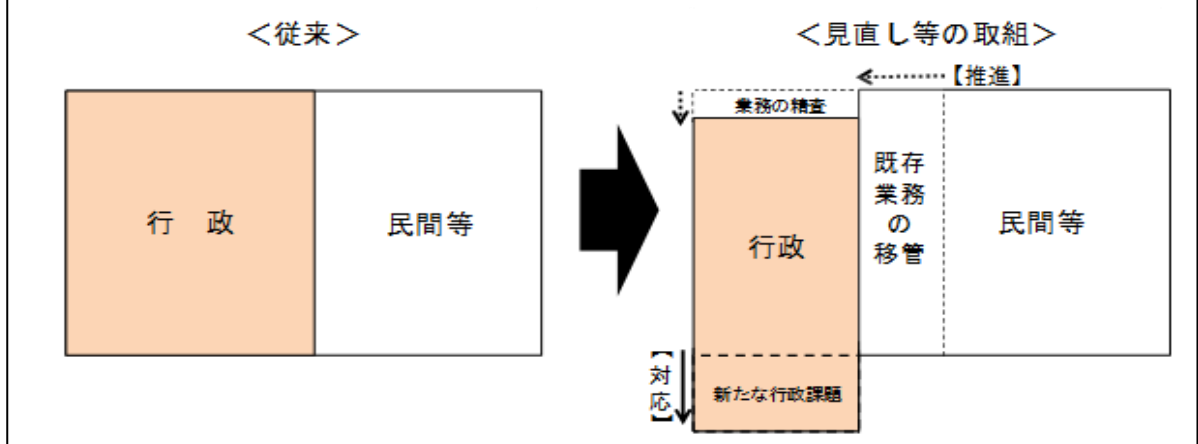 ＜従来＞
＜見直し等の取組＞
【推進】
業務の精査
行　政
民間等
行政
既存
業務
の
移管
民間等
【対応】
新たな行政課題